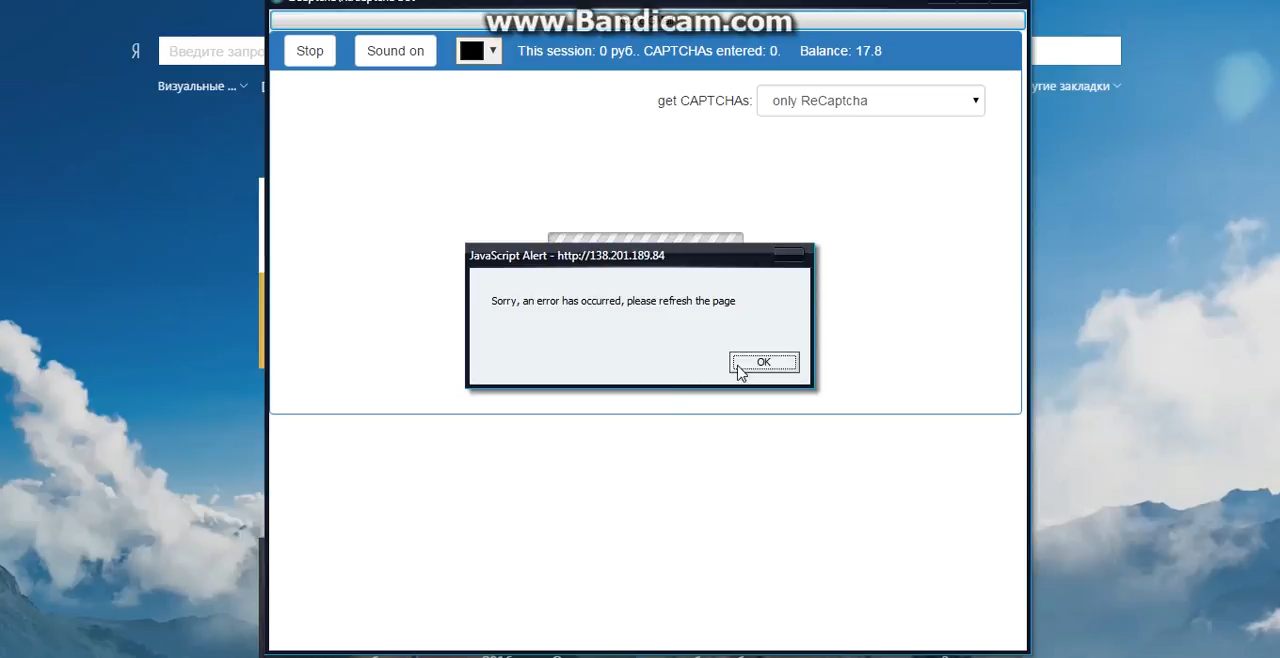 www.Bandicam.com
Я
Введите запро
Визуальные ...
Stop
Sound on
This session: 0 руб.. CAPTCHAs entered: 0.
Balance: 17.8
get CAPTCHAs:
only ReCaptcha
ругие закладки
JavaScript Alert - http://138.201.189.84
Sorry, an error has occurred, please refresh the page
OK